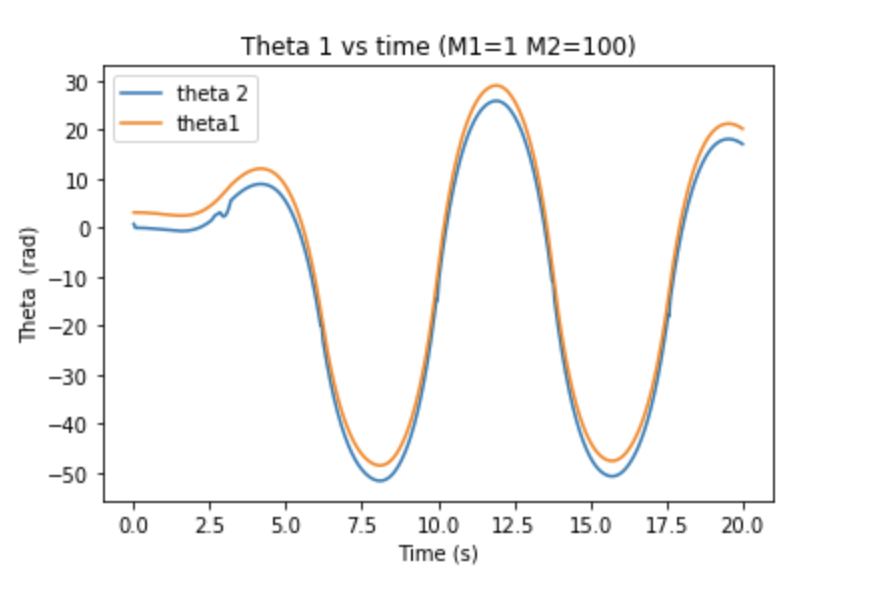 Theta 1 vs time (M1=1 M2=100)
30
theta 2
theta1
20
10
0
−10
−20
−30
−40
−50
Theta (rad)
0.0 2.5 5.0 7.5 10.0 12.5 15.0 17.5 20.0
Time (s)